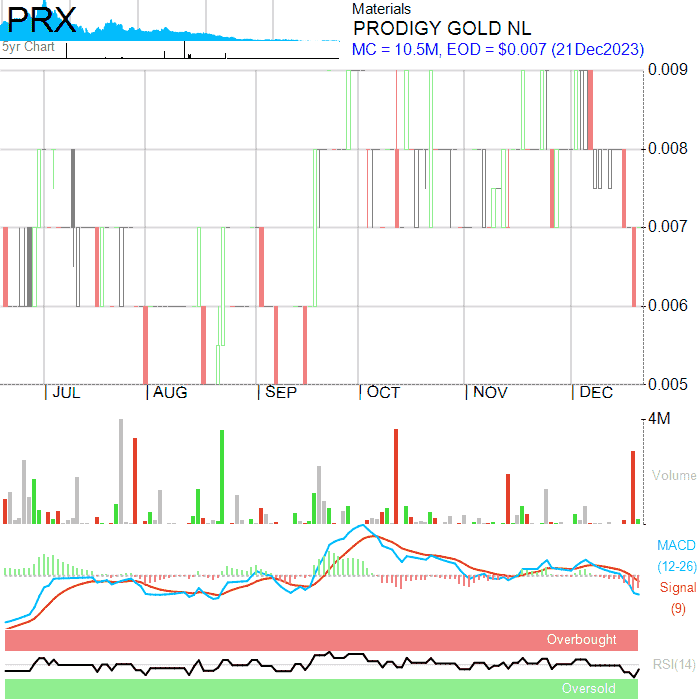 PRX
5yr Chart
Materials
PRODIGY GOLD NL
MC = 10.5M, EOD = $0.007 (21Dec2023)
0.009
0.008
0.007
0.006
0.005
JUL AUG SEP OCT NOV DEC
4M
Volume
MACD
(12-26)
Signal
(9)
Overbought
RSI(14)
Oversold